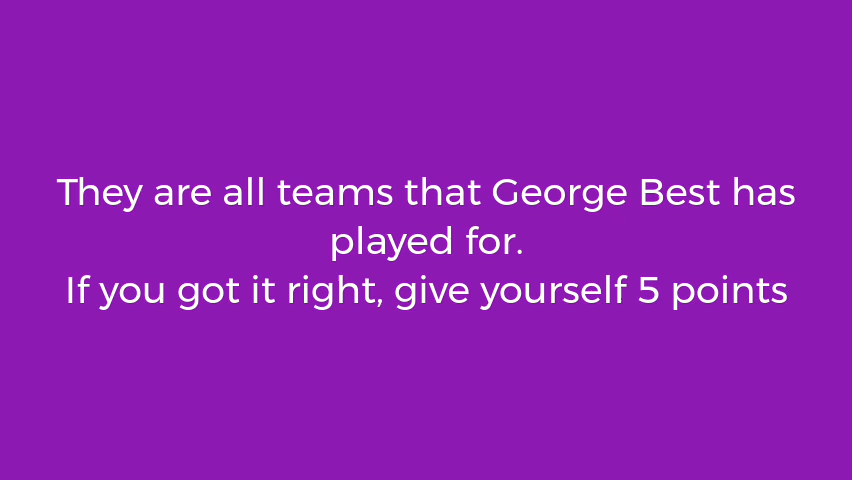 They are all teams that George Best has
played for.
If you got it right, give yourself 5 points